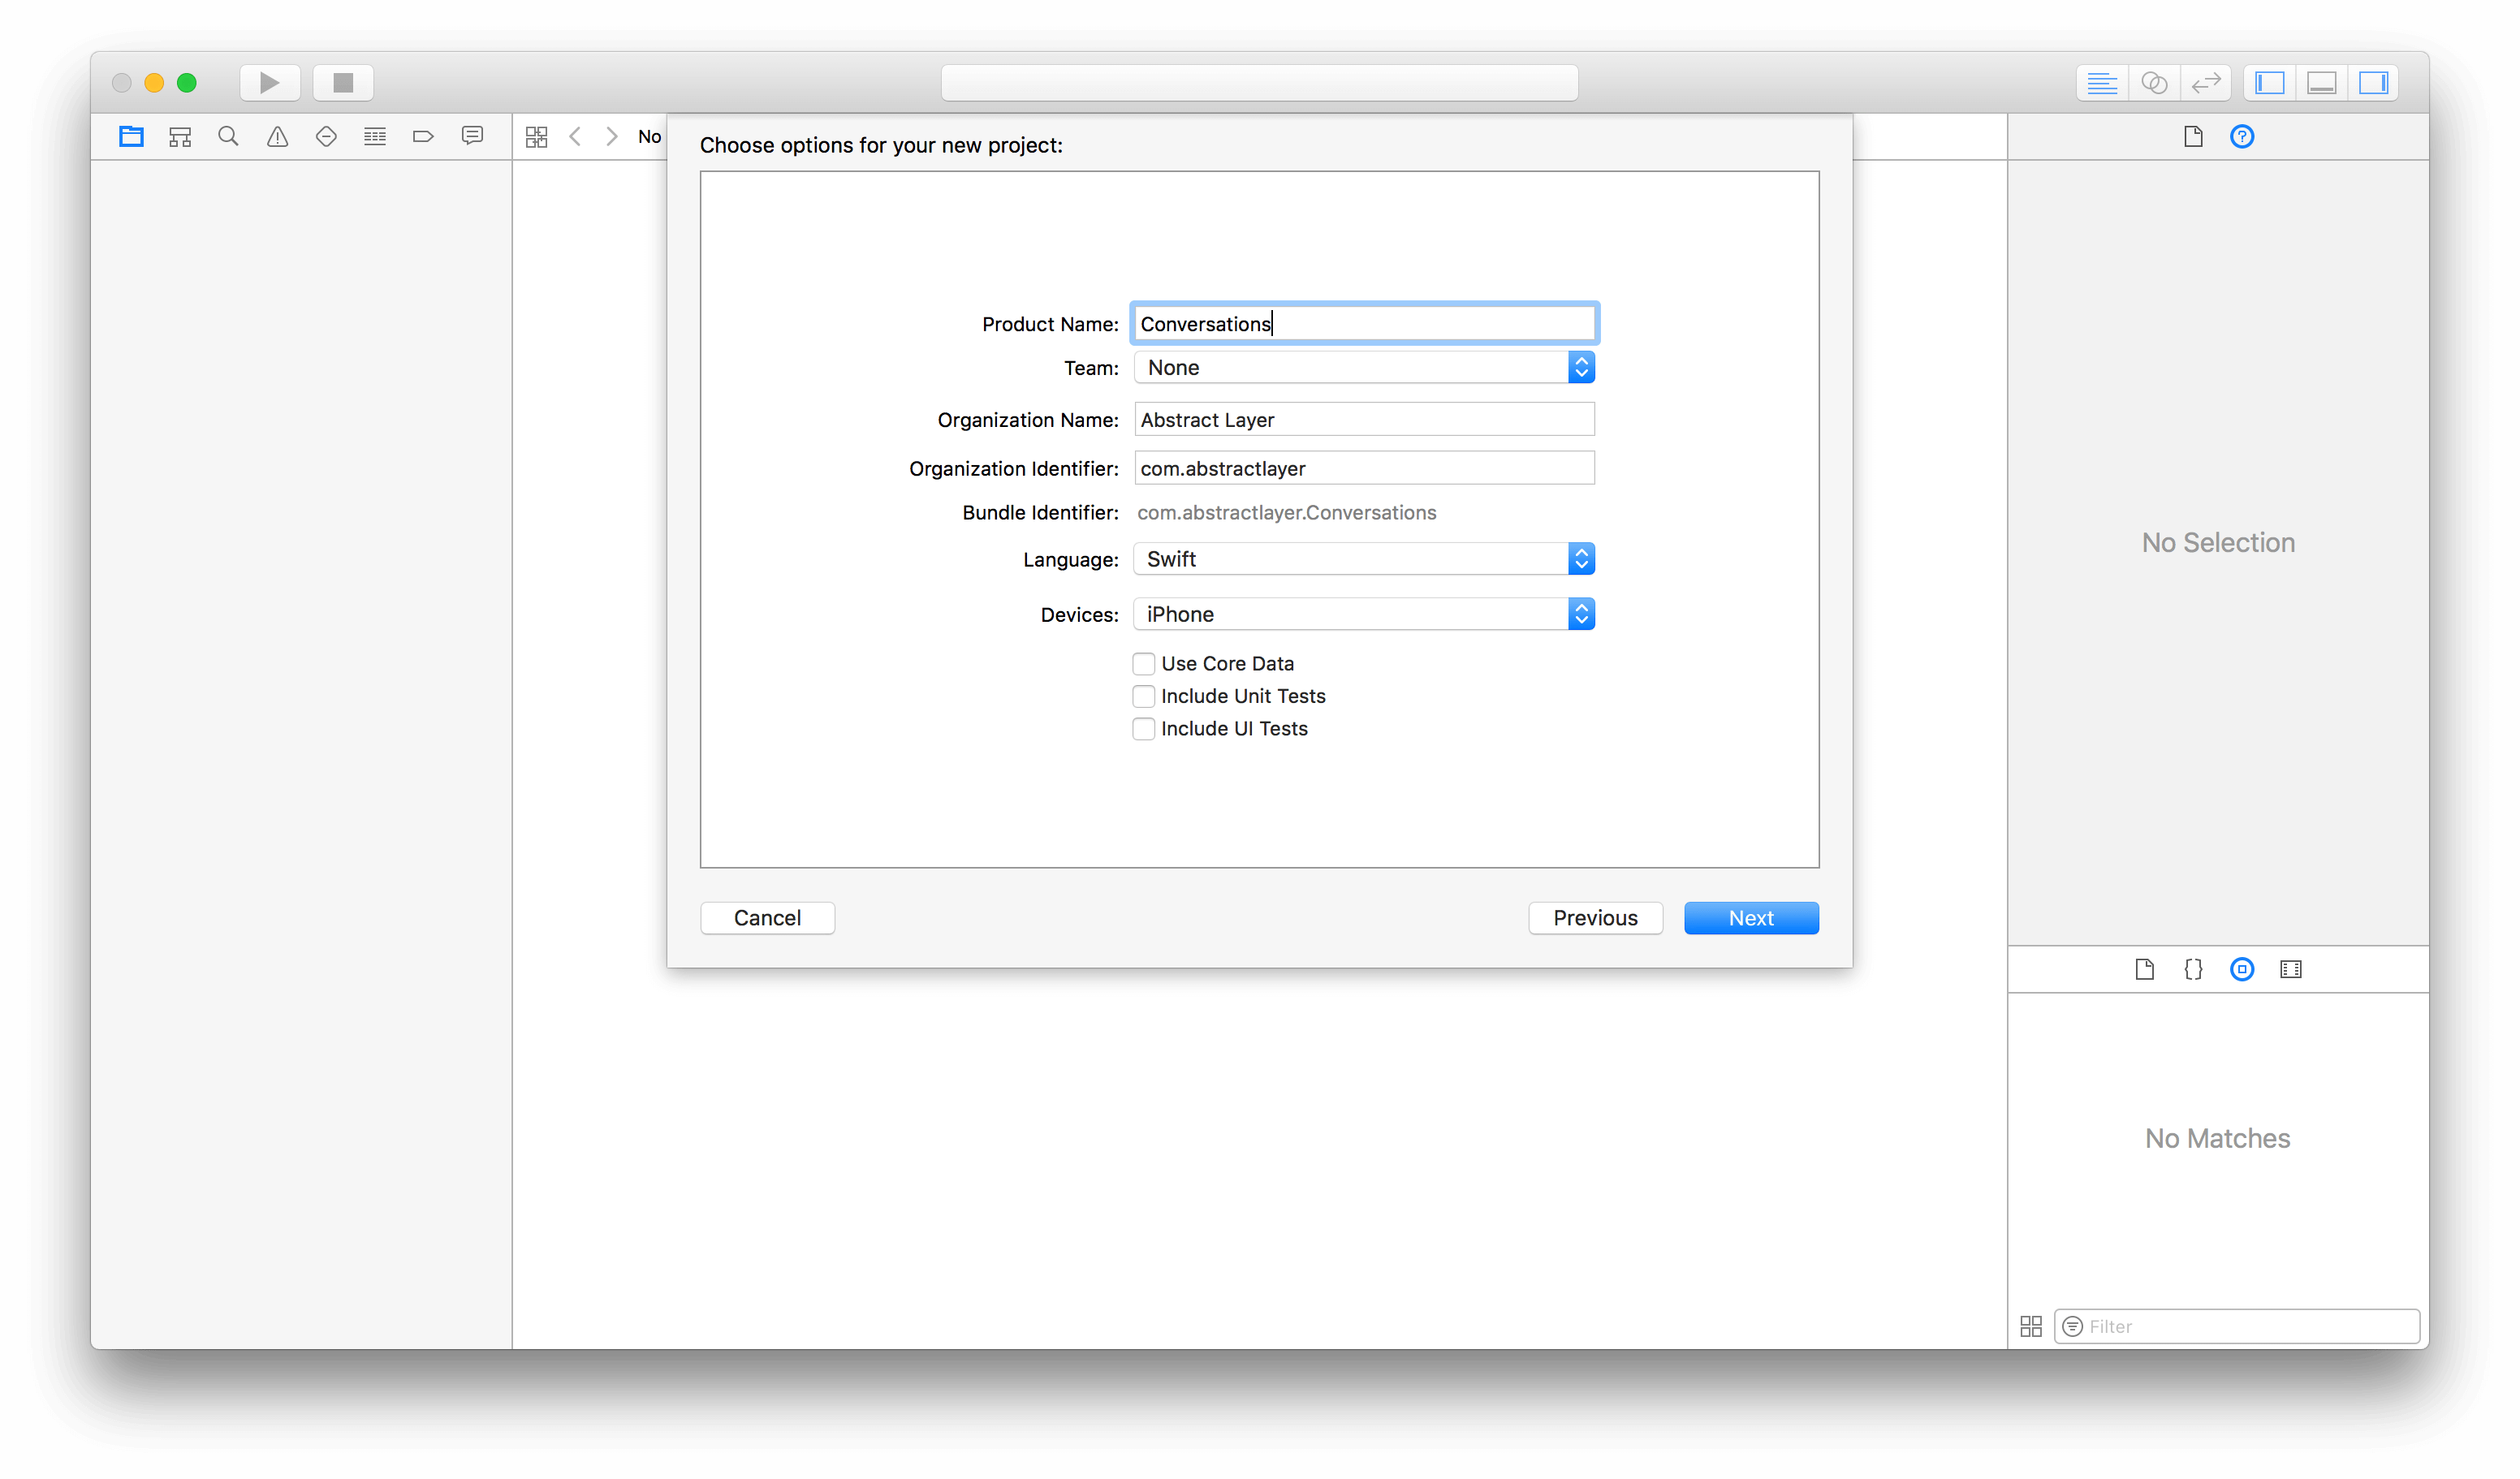 No
Choose options for your new project:
Product Name: Conversations
Team: None
Organization Name: Abstract Layer
Organization Identifier: com.abstractlayer
Bundle Identifier: com.abstractlayer.Conversations
Language: Swift
Devices: iPhone
Use Core Data
Include Unit Tests
Include UI Tests
Cancel
Previous
Next
No Selection
No Matches
Filter